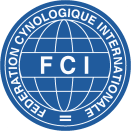 FEDERATION CYNOLOGIQUE INTERNATIONALE
FCI